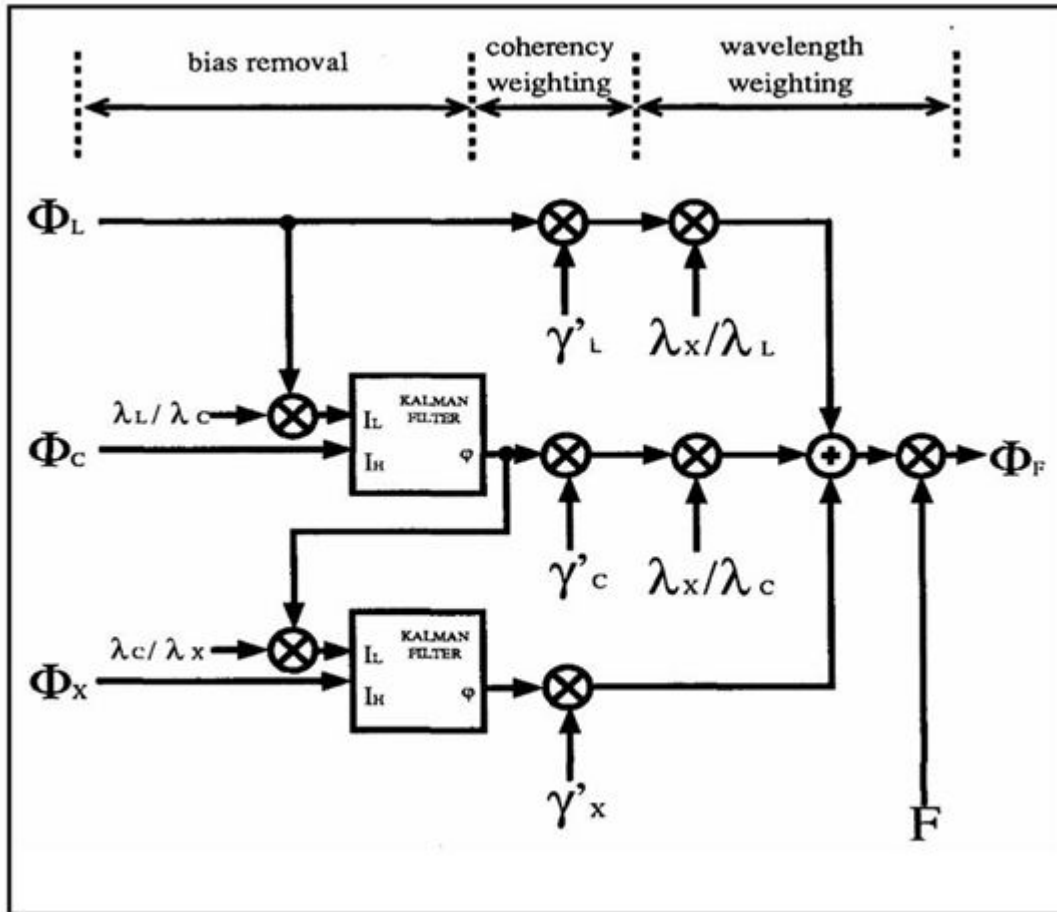 bias removal
coherency
weighting
wavelength
weighting
ΦL
γ'L
λX/λL
λL/λC
KALMAN
FILTER
IL
ΦC
IH
φ
ΦF
γ'C
λX/λC
λC/λX
KALMAN
FILTER
IL
ΦX
IH
φ
γ'X
F